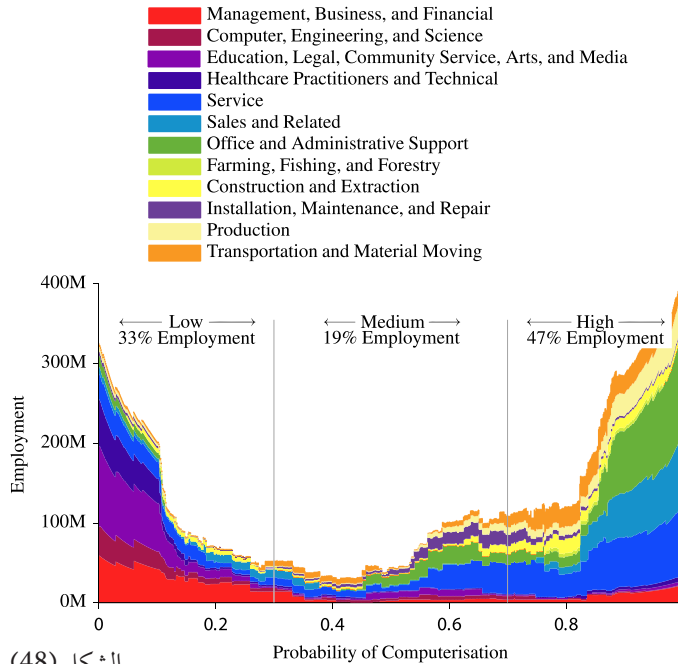 Management, Business, and Financial
Computer, Engineering, and Science
Education, Legal, Community Service, Arts, and Media
Healthcare Practitioners and Technical
Service
Sales and Related
Office and Administrative Support
Farming, Fishing, and Forestry
Construction and Extraction
Installation, Maintenance, and Repair
Production
Transportation and Material Moving
400M
← Low → ← Medium → ← High →
33% Employment 19% Employment 47% Employment
300M
Employment
200M
100M
0M
0 0.2 0.4 0.6 0.8
Probability of Computerisation
الشكل (48)